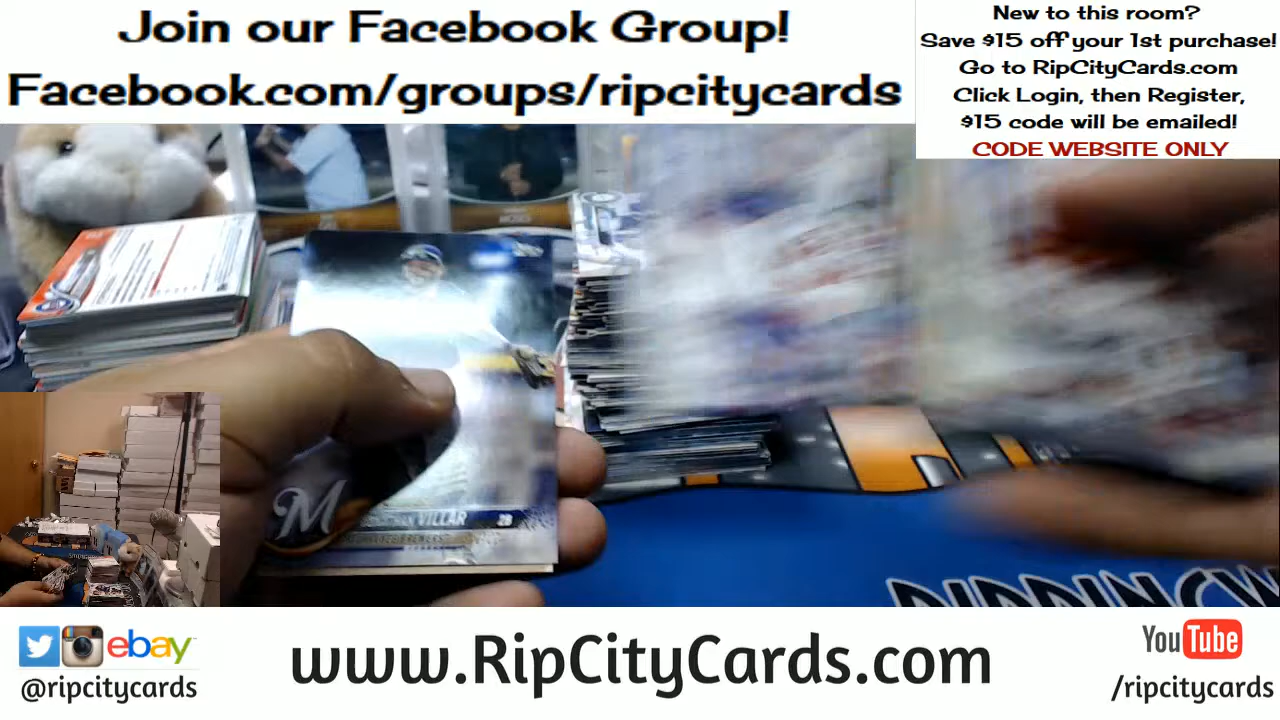 Join our Facebook Group!
Facebook.com/groups/ripcitycards
New to this room?
Save $15 off your 1st purchase!
Go to RipCityCards.com
Click Login, then Register,
$15 code will be emailed!
CODE WEBSITE ONLY
M
VILLAR 2B
ebay
@ripcitycards
www.RipCityCards.com
YouTube
/ripcitycards